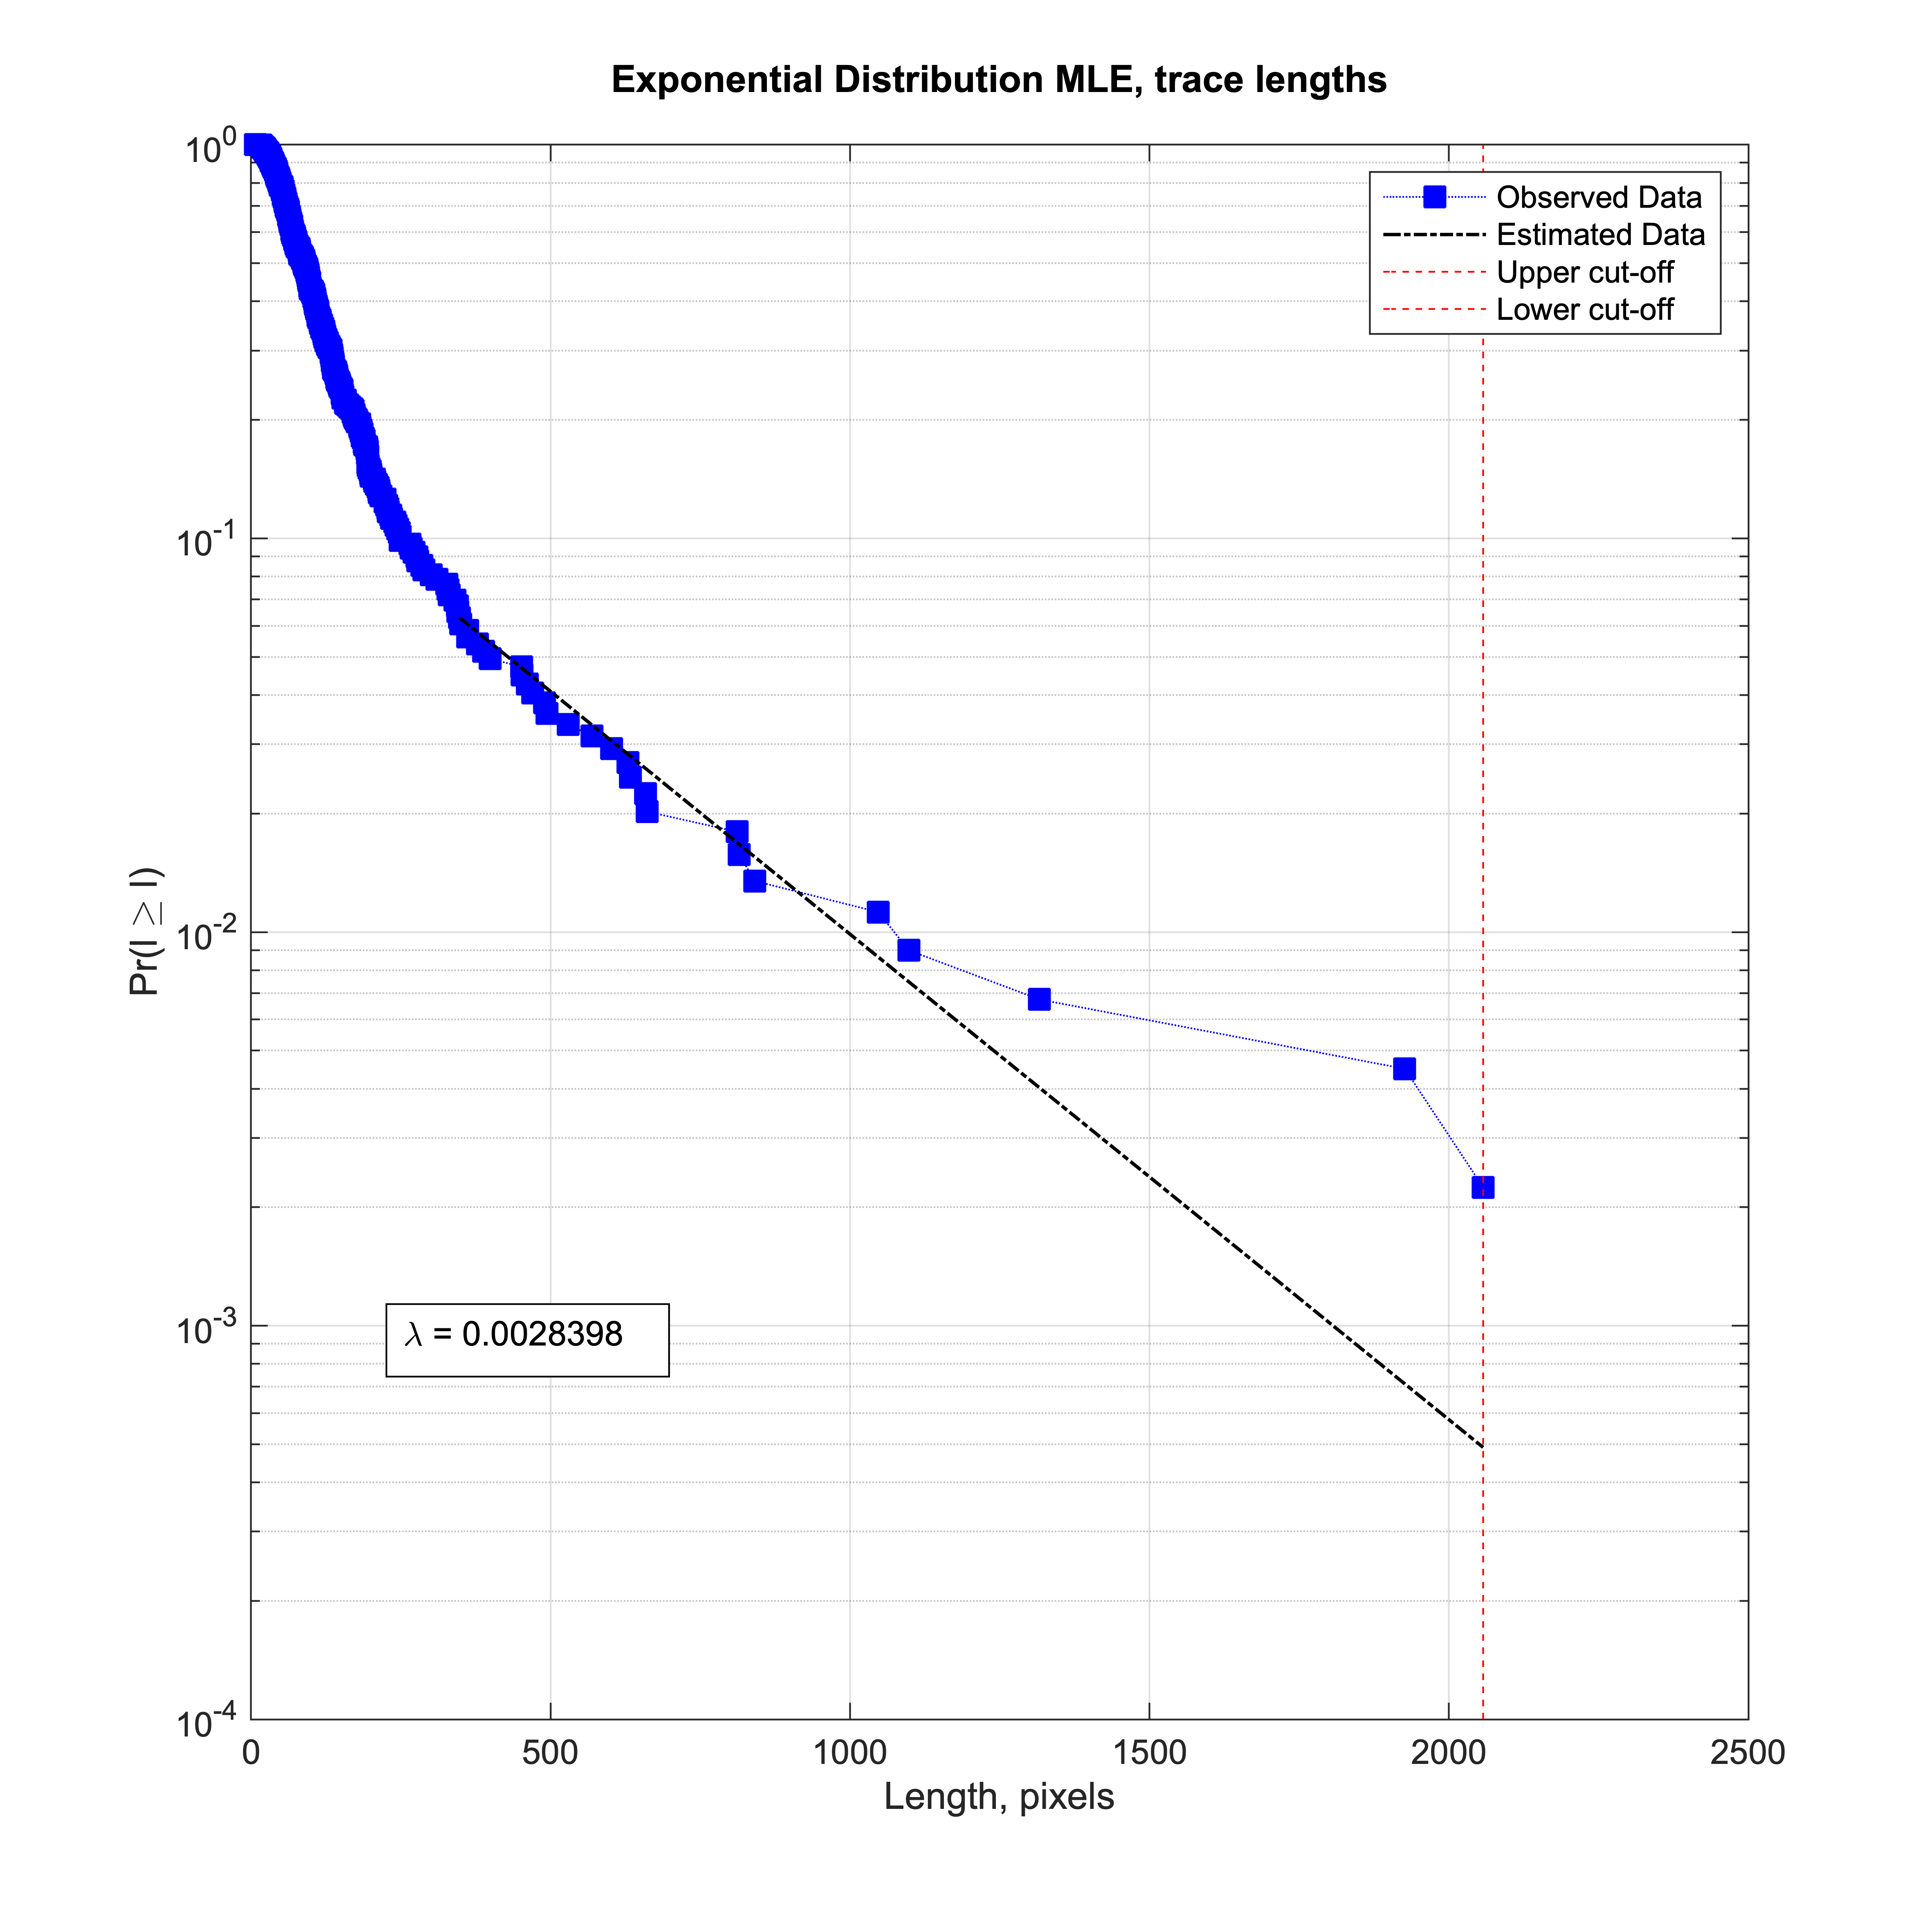 Exponential Distribution MLE, trace lengths
10^0
10^-1
10^-2
10^-3
10^-4
Pr(l ≥ l)
Observed Data
Estimated Data
Upper cut-off
Lower cut-off
λ = 0.0028398
0 500 1000 1500 2000 2500
Length, pixels